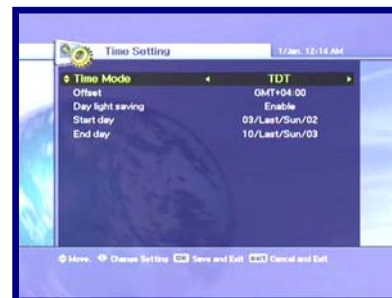 Time Setting
1/Jan. 12:14 AM
Time Mode TDT
Offset GMT+04:00
Day light saving Enable
Start day 03/Last/Sun/02
End day 10/Last/Sun/03
Move. Change Setting OK Save and Exit EXIT Cancel and Exit